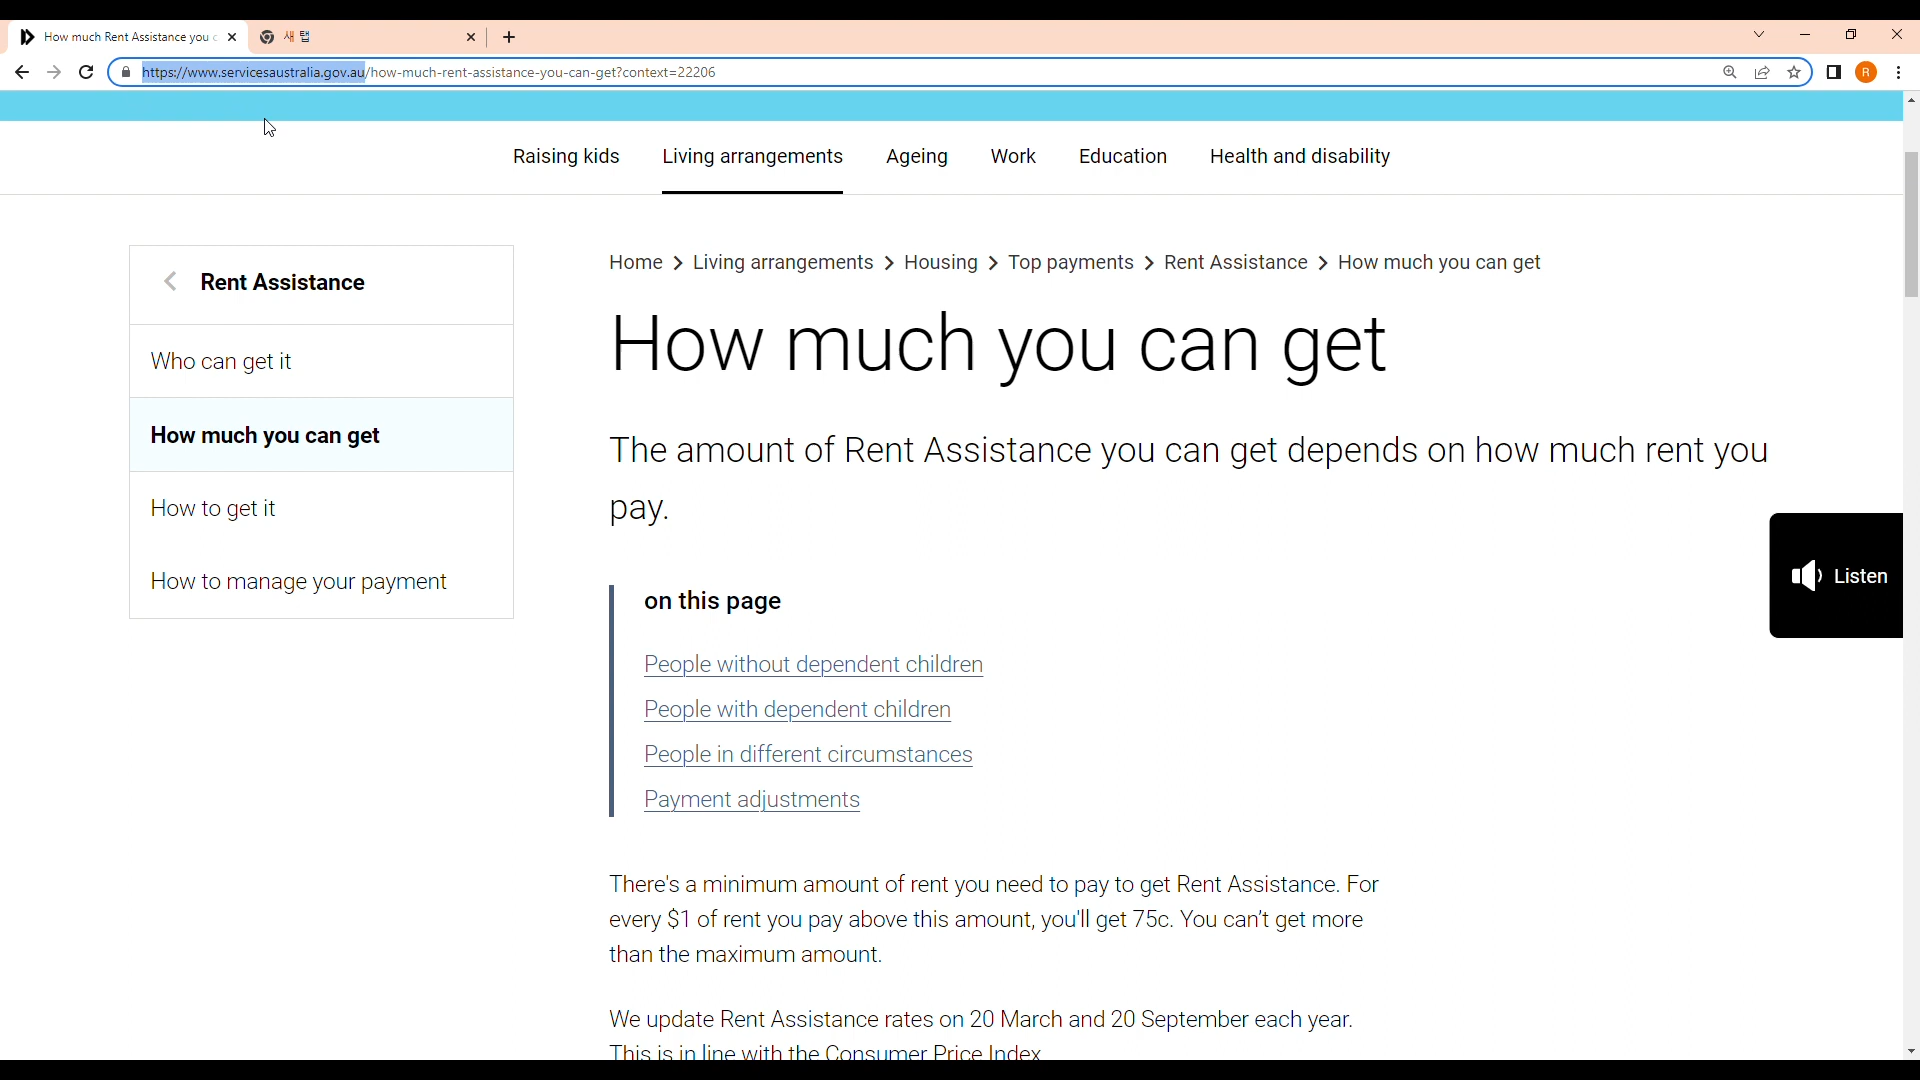 How much Rent Assistance you c
새 탭
https://www.servicesaustralia.gov.au/how-much-rent-assistance-you-can-get?context=22206
R
Raising kids Living arrangements Ageing Work Education Health and disability
Home > Living arrangements > Housing > Top payments > Rent Assistance > How much you can get
Rent Assistance
Who can get it
How much you can get
How to get it
How to manage your payment
How much you can get
The amount of Rent Assistance you can get depends on how much rent you
pay.
Listen
on this page
People without dependent children
People with dependent children
People in different circumstances
Payment adjustments
There's a minimum amount of rent you need to pay to get Rent Assistance. For
every $1 of rent you pay above this amount, you'll get 75c. You can't get more
than the maximum amount.
We update Rent Assistance rates on 20 March and 20 September each year.
This is in line with the Consumer Price Index